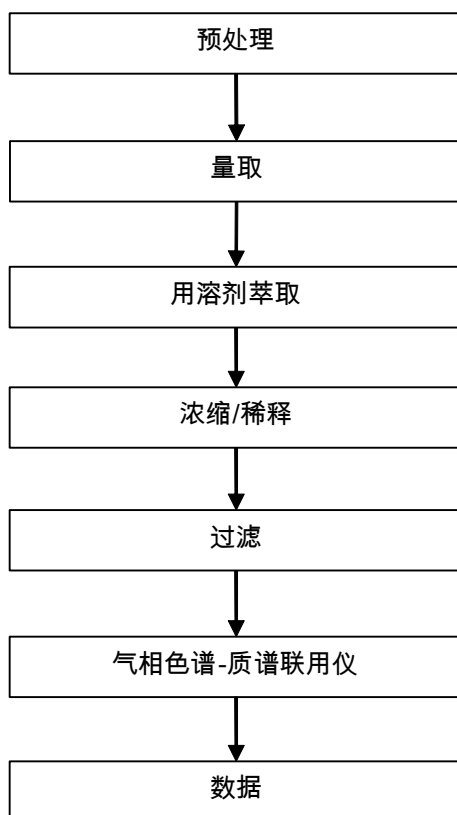 预处理
量取
用溶剂萃取
浓缩/稀释
过滤
气相色谱-质谱联用仪
数据